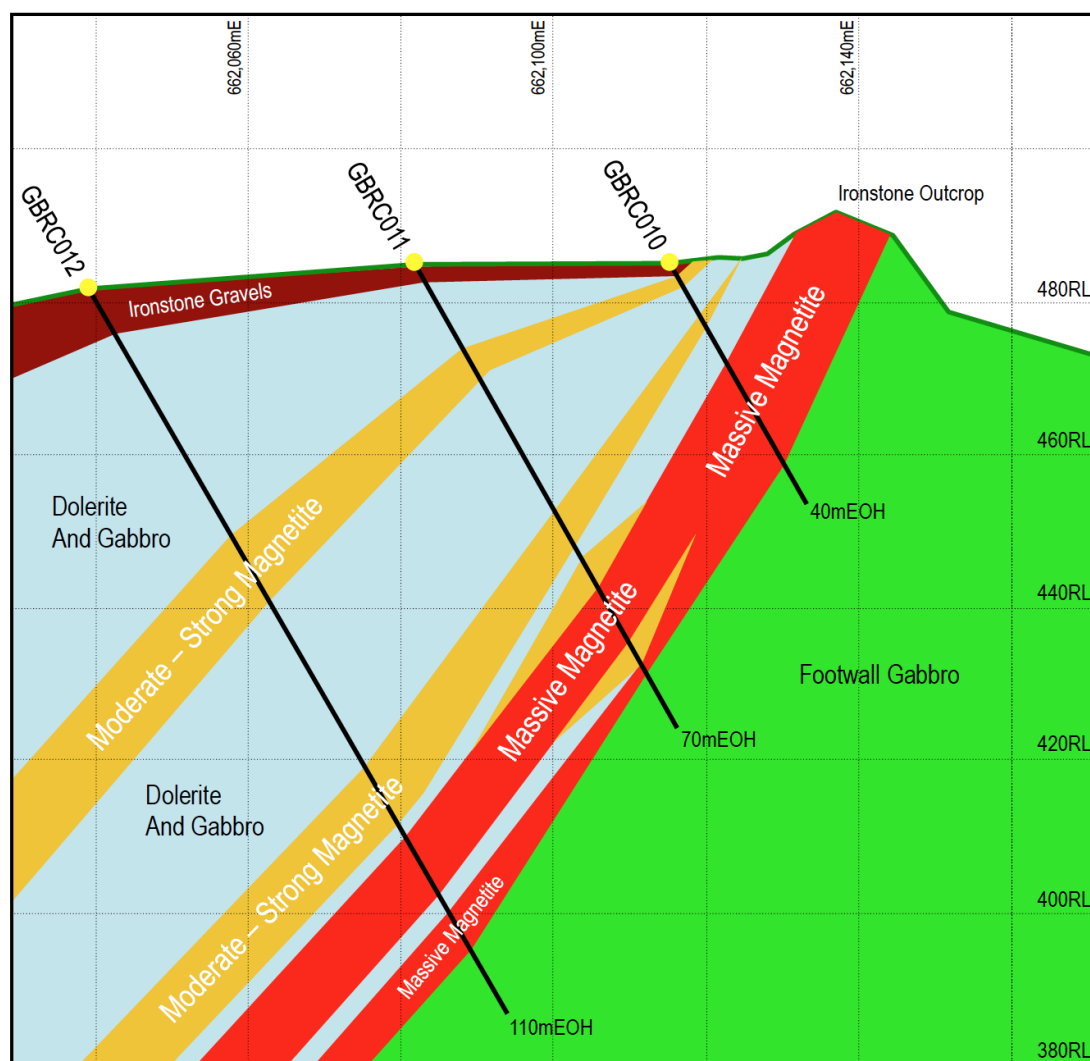 662,060mE
662,100mE
662,140mE
GBRC012
GBRC011
GBRC010
Ironstone Outcrop
Ironstone Gravels
480RL
Massive Magnetite
460RL
Dolerite
And Gabbro
40mEOH
Moderate – Strong Magnetite
440RL
Massive Magnetite
Footwall Gabbro
70mEOH
420RL
Dolerite
And Gabbro
Moderate – Strong Magnetite
400RL
Massive Magnetite
110mEOH
380RL